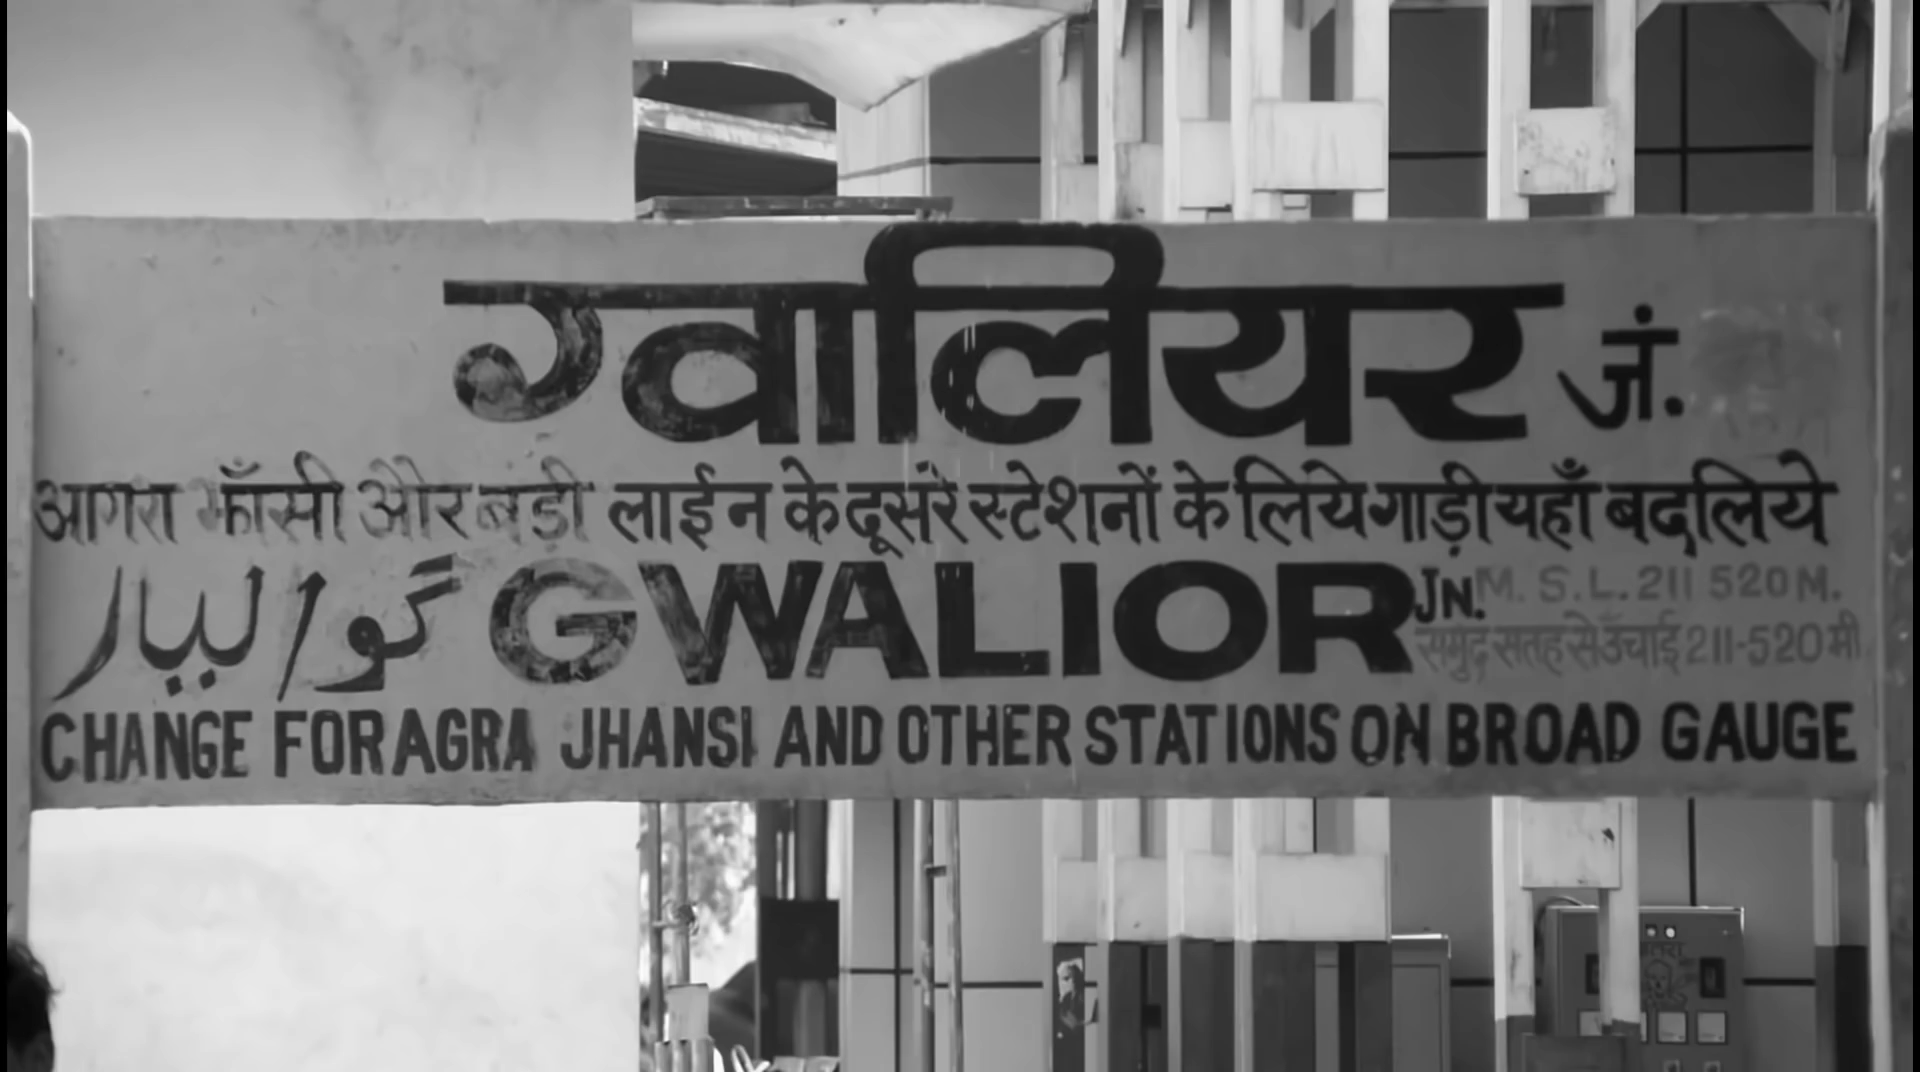 ग्वालियर जं.
आगरा झाँसी और बड़ी लाईन के दूसरे स्टेशनों के लिये गाड़ी यहाँ बदलिये
گوالیار GWALIOR JN. M. S. L. 211 520 M.
समुद्र सतह से उँचाई 211-520 मी
CHANGE FOR AGRA JHANSI AND OTHER STATIONS ON BROAD GAUGE